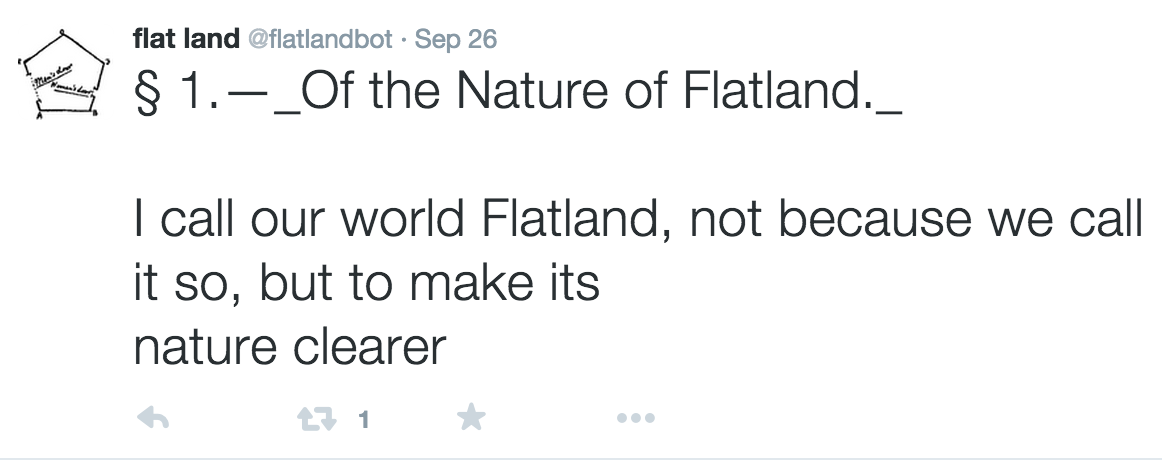 flat land @flatlandbot · Sep 26
§ 1.—_Of the Nature of Flatland._
I call our world Flatland, not because we call
it so, but to make its
nature clearer
1